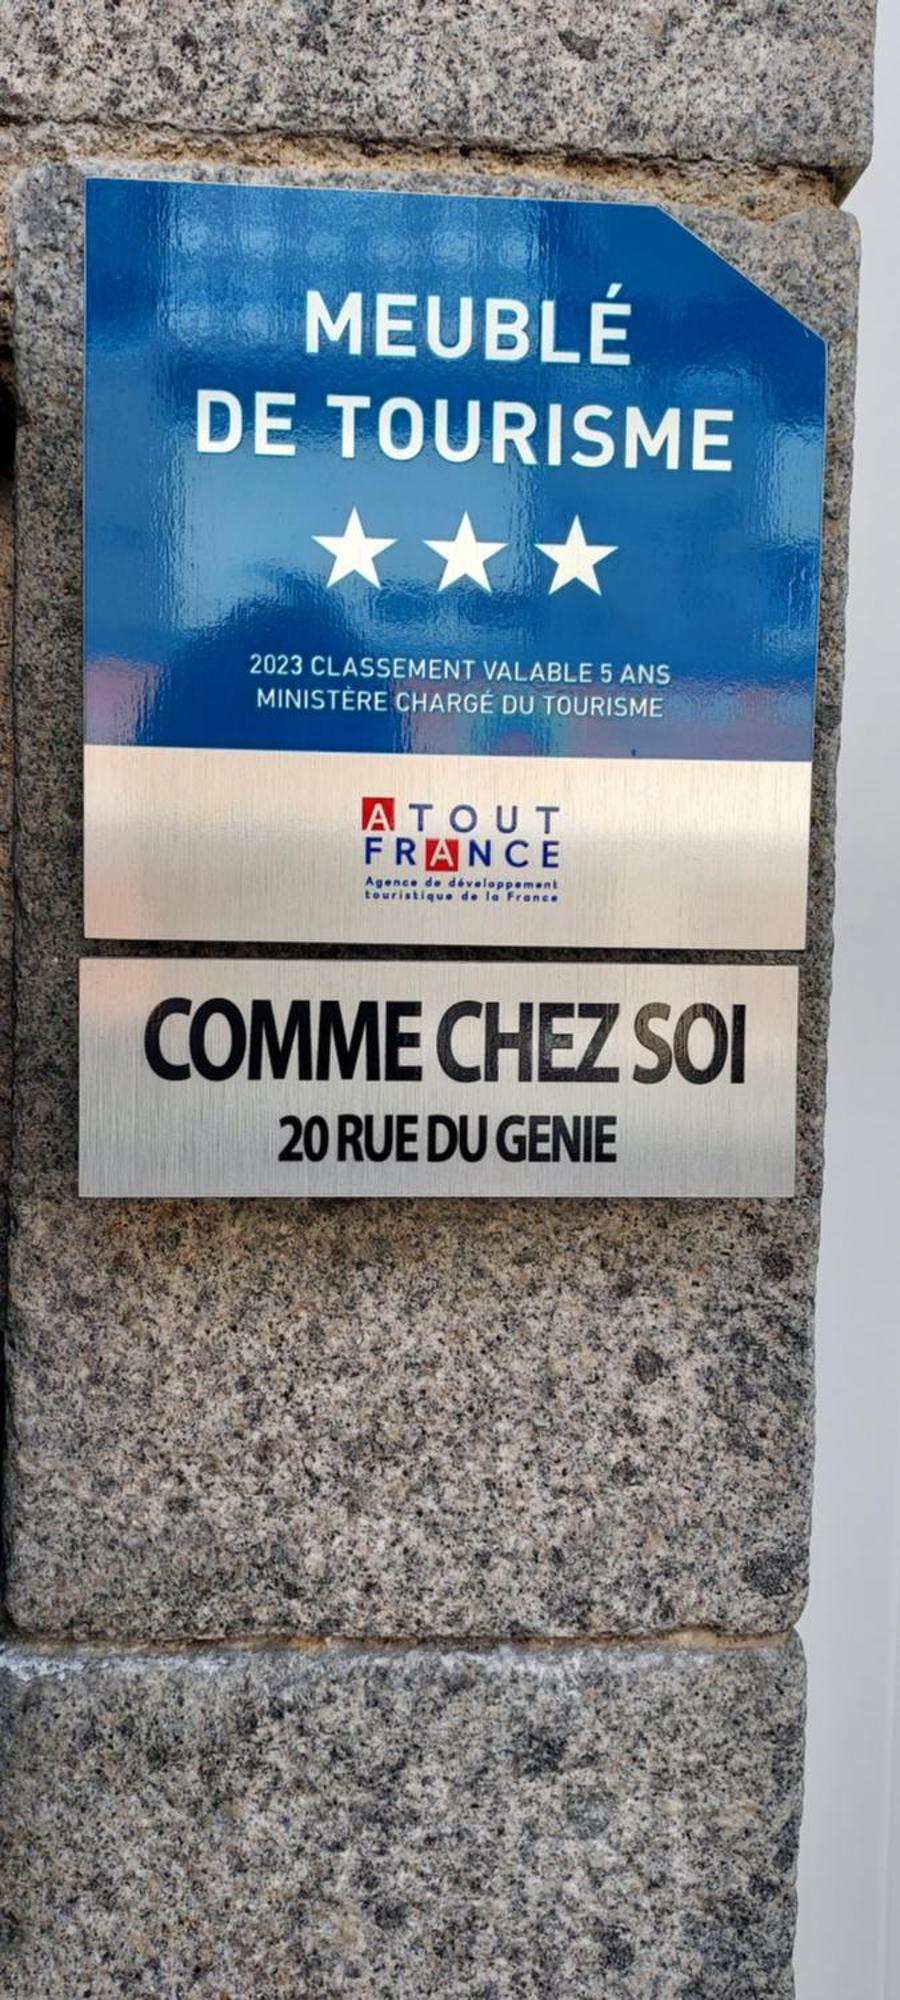 MEUBLÉ
DE TOURISME
2023 CLASSEMENT VALABLE 5 ANS
MINISTÈRE CHARGÉ DU TOURISME
ATOUT
FRANCE
Agence de développement
touristique de la France
COMME CHEZ SOI
20 RUE DU GENIE